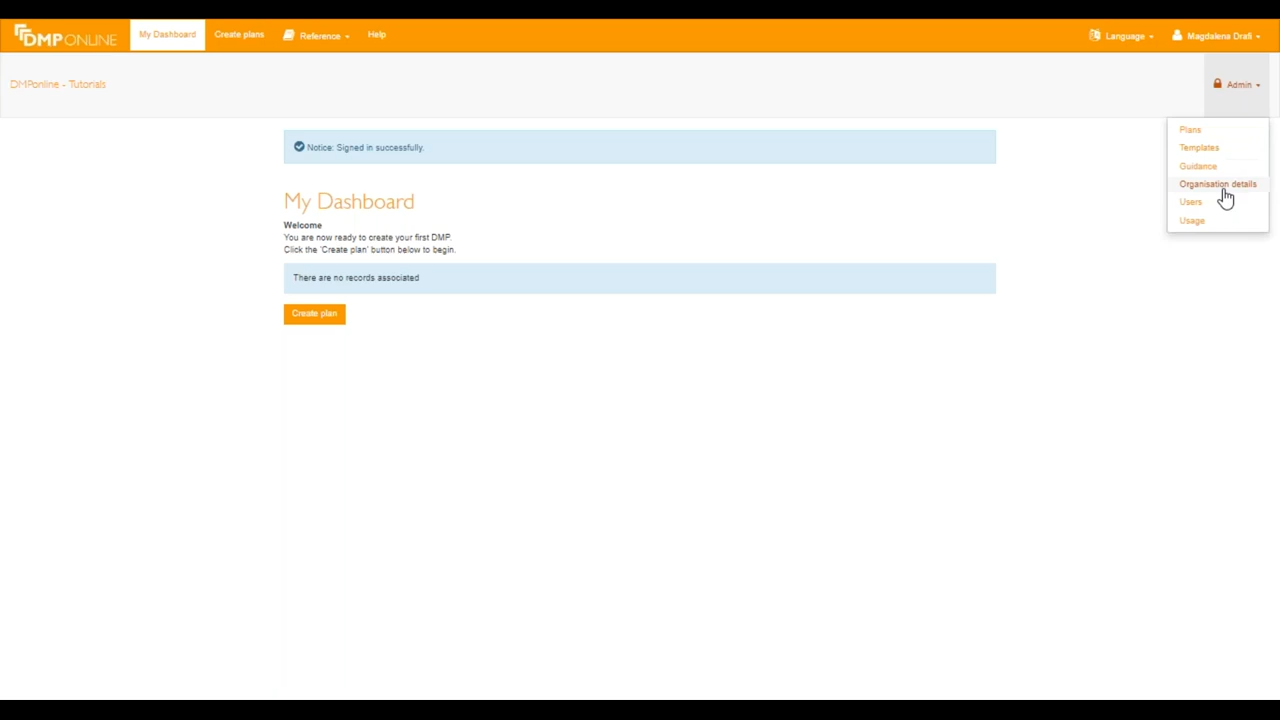 DMPONLINE My Dashboard Create plans Reference Help Language Magdalena Drafi
DMPonline - Tutorials Admin
Plans
Templates
Guidance
Organisation details
Users
Usage
Notice: Signed in successfully.
My Dashboard
Welcome
You are now ready to create your first DMP.
Click the 'Create plan' button below to begin.
There are no records associated
Create plan